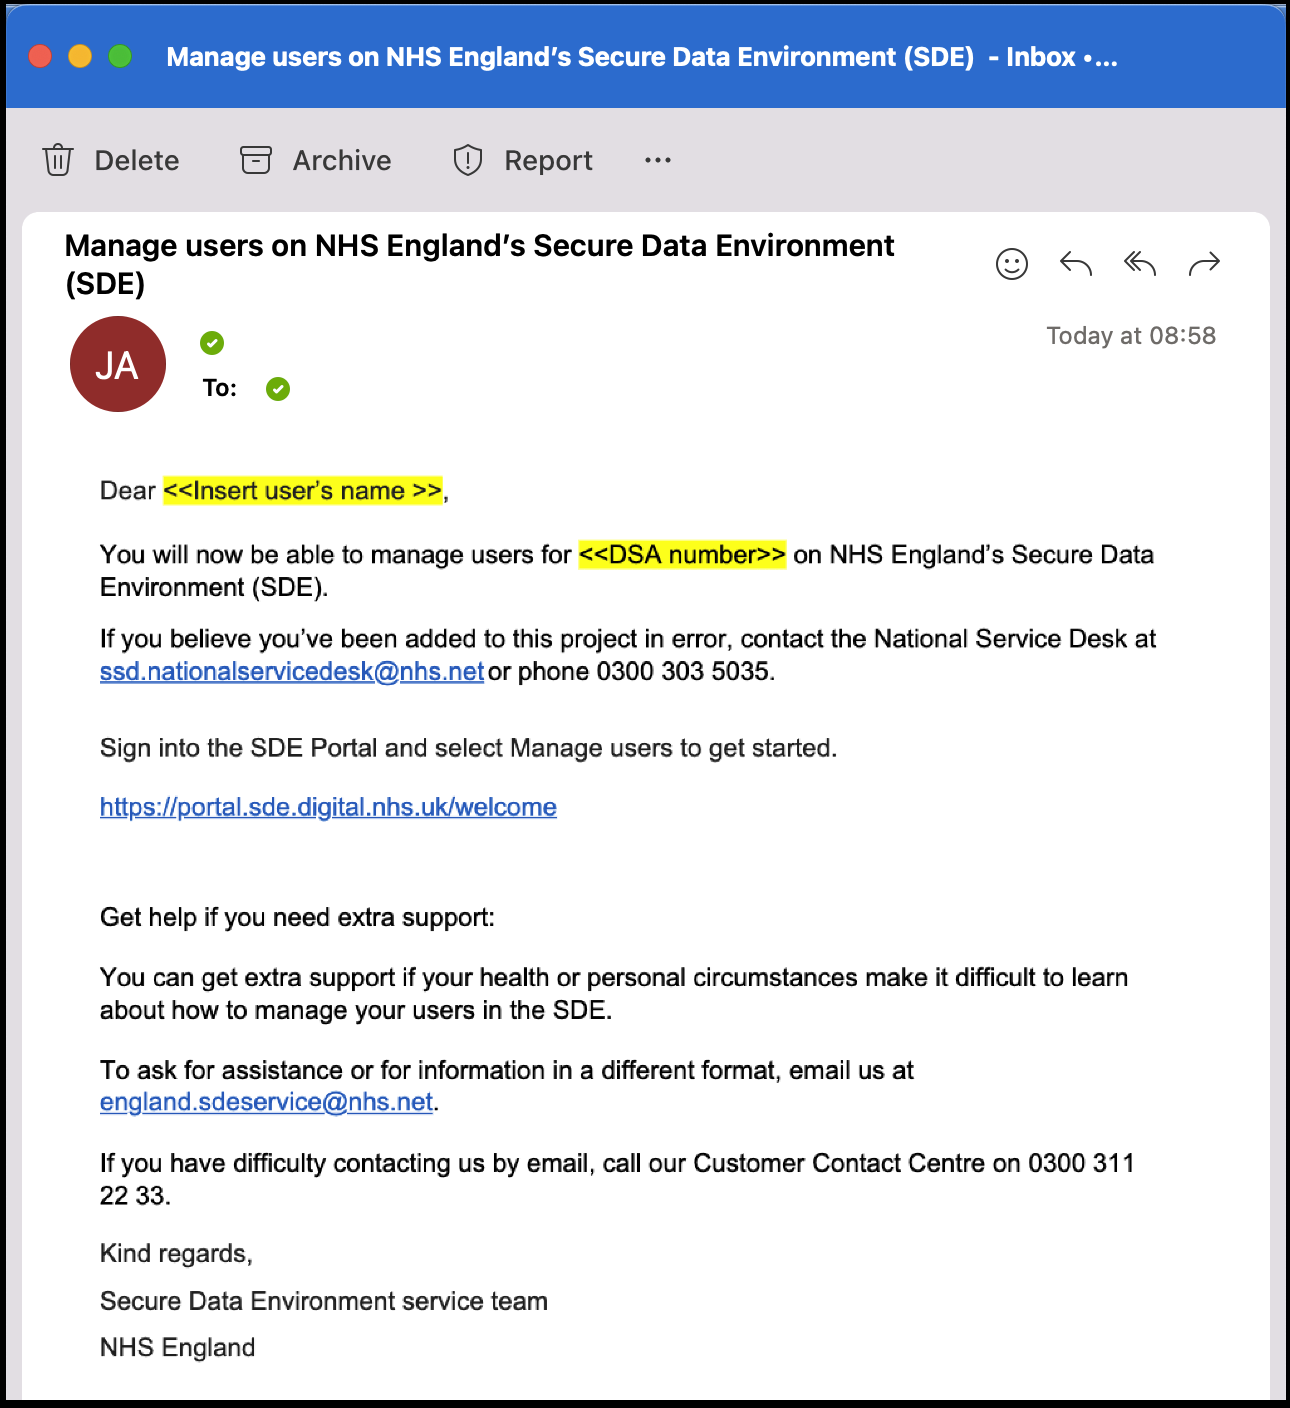 Manage users on NHS England’s Secure Data Environment (SDE)  - Inbox •...
Delete
Archive
Report
Manage users on NHS England’s Secure Data Environment
(SDE)
JA
Today at 08:58
To:
Dear <<Insert user’s name >>,
You will now be able to manage users for <<DSA number>> on NHS England’s Secure Data
Environment (SDE).
If you believe you’ve been added to this project in error, contact the National Service Desk at
ssd.nationalservicedesk@nhs.net or phone 0300 303 5035.
Sign into the SDE Portal and select Manage users to get started.
https://portal.sde.digital.nhs.uk/welcome
Get help if you need extra support:
You can get extra support if your health or personal circumstances make it difficult to learn
about how to manage your users in the SDE.
To ask for assistance or for information in a different format, email us at
england.sdeservice@nhs.net.
If you have difficulty contacting us by email, call our Customer Contact Centre on 0300 311
22 33.
Kind regards,
Secure Data Environment service team
NHS England